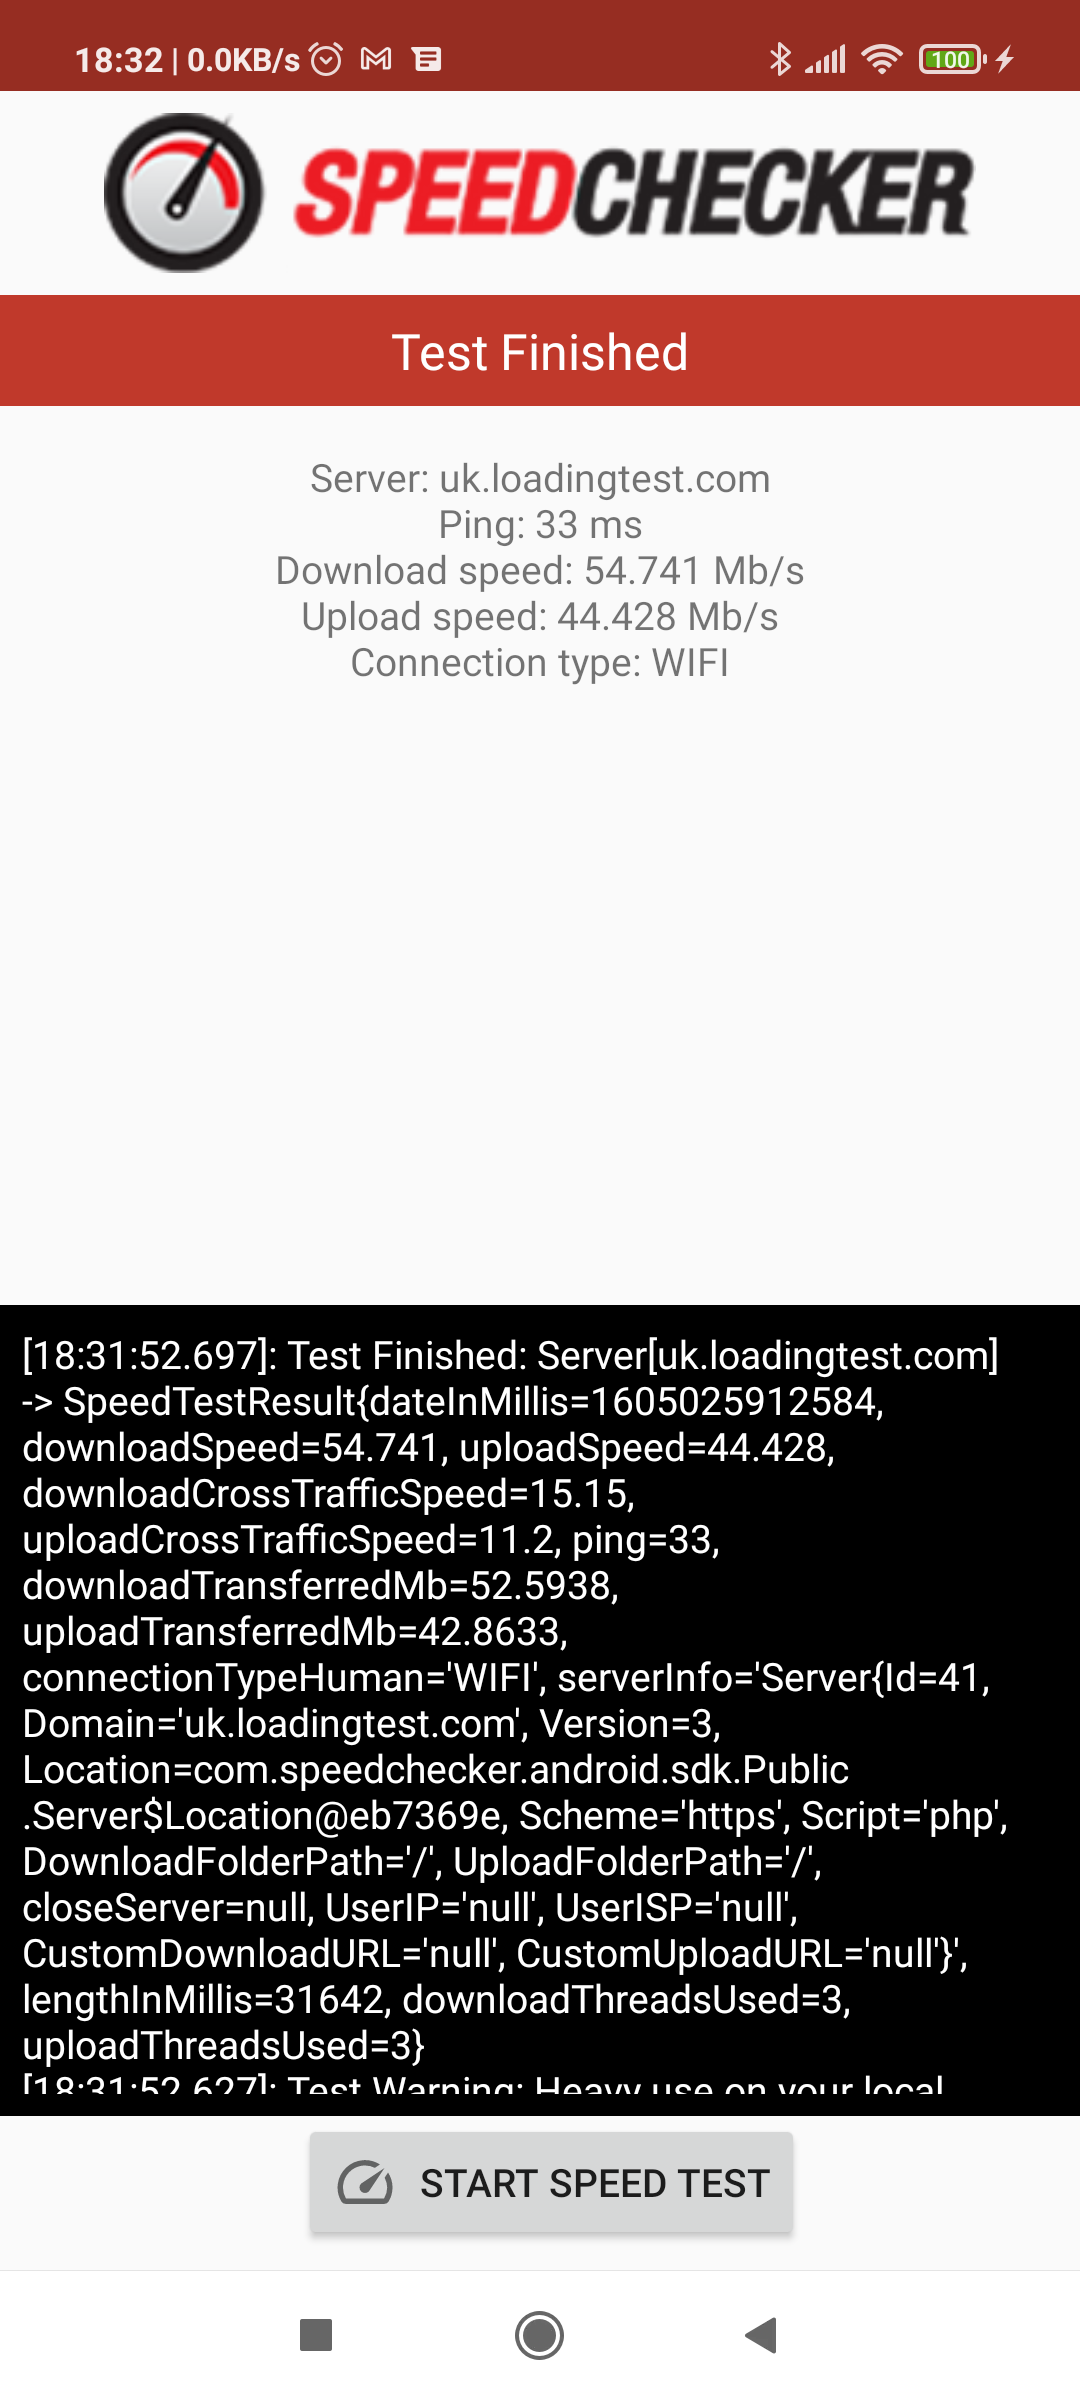 18:32 | 0.0KB/s
100
SPEEDCHECKER
Test Finished
Server: uk.loadingtest.com
Ping: 33 ms
Download speed: 54.741 Mb/s
Upload speed: 44.428 Mb/s
Connection type: WIFI
[18:31:52.697]: Test Finished: Server[uk.loadingtest.com]
-> SpeedTestResult{dateInMillis=1605025912584,
downloadSpeed=54.741, uploadSpeed=44.428,
downloadCrossTrafficSpeed=15.15,
uploadCrossTrafficSpeed=11.2, ping=33,
downloadTransferredMb=52.5938,
uploadTransferredMb=42.8633,
connectionTypeHuman='WIFI', serverInfo='Server{Id=41,
Domain='uk.loadingtest.com', Version=3,
Location=com.speedchecker.android.sdk.Public
.Server$Location@eb7369e, Scheme='https', Script='php',
DownloadFolderPath='/', UploadFolderPath='/',
closeServer=null, UserIP='null', UserISP='null',
CustomDownloadURL='null', CustomUploadURL='null'}',
lengthInMillis=31642, downloadThreadsUsed=3,
uploadThreadsUsed=3}
[18:31:52.627]: Test Warning: Heavy use on your local
START SPEED TEST